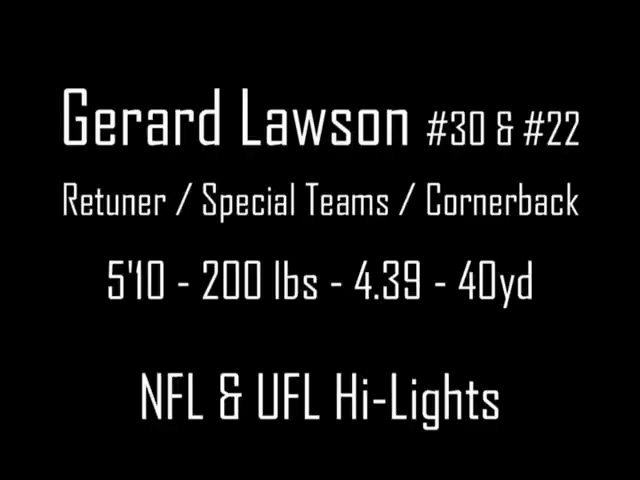 Gerard Lawson #30 & #22
Retuner / Special Teams / Cornerback
5'10 - 200 lbs - 4.39 - 40yd
NFL & UFL Hi-Lights